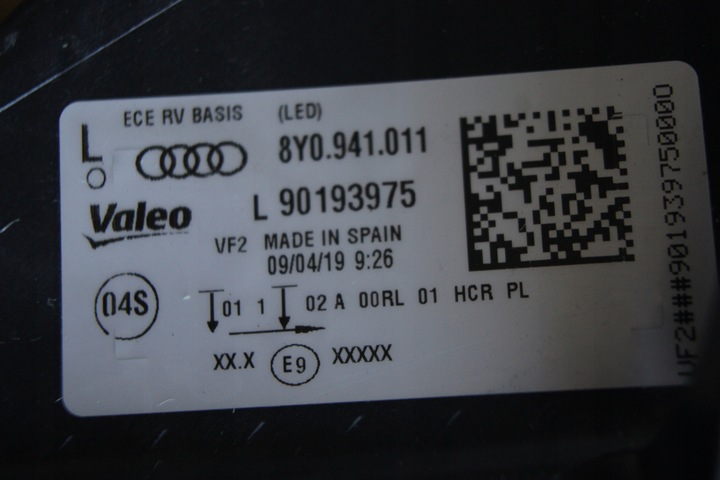 ECE RV BASIS (LED)
L
8Y0.941.011
Valeo
L 90193975
VF2 MADE IN SPAIN
09/04/19 9:26
04S
01 1 02 A 00RL 01 HCR PL
XX.X E9 XXXXX
VF2###901939750000